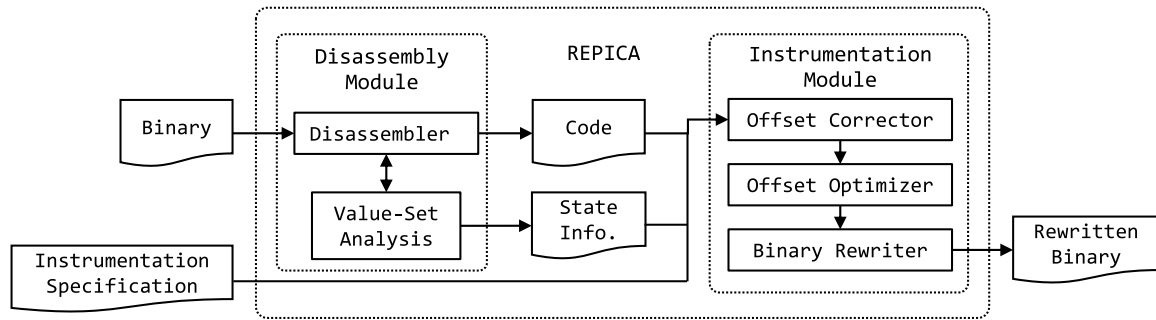 Disassembly
Module
REPICA
Instrumentation
Module
Binary
Disassembler
Code
Offset Corrector
Value-Set
Analysis
State
Info.
Offset Optimizer
Binary Rewriter
Instrumentation
Specification
Rewritten
Binary